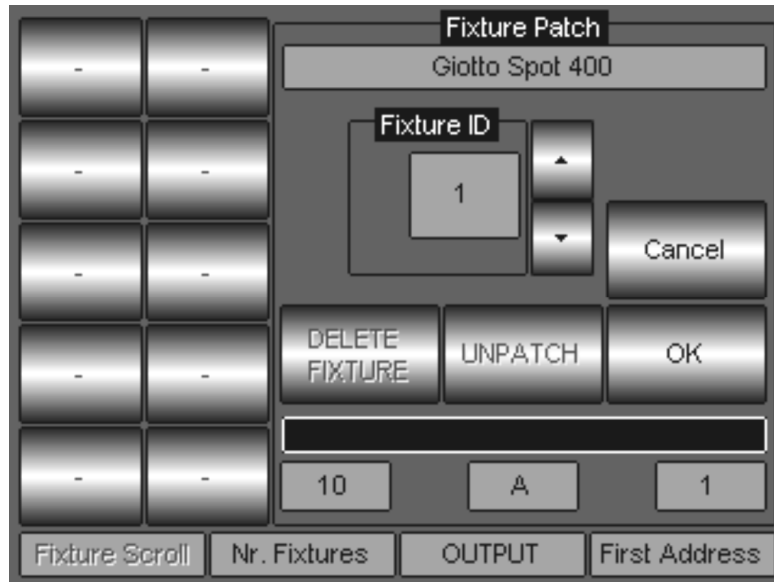 Fixture Patch
Giotto Spot 400
Fixture ID
1
Cancel
DELETE
FIXTURE
UNPATCH
OK
- -
- -
- -
- -
- -
10 A 1
Fixture Scroll Nr. Fixtures OUTPUT First Address